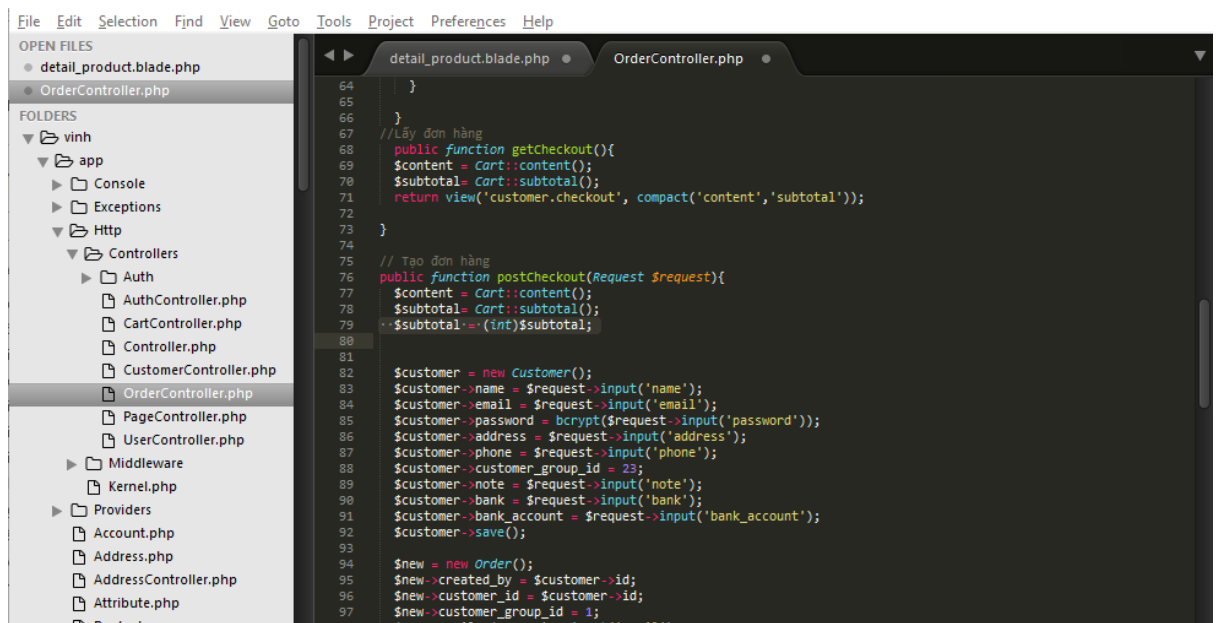 File Edit Selection Find View Goto Tools Project Preferences Help
OPEN FILES
detail_product.blade.php
OrderController.php
FOLDERS
vinh
app
Console
Exceptions
Http
Controllers
Auth
AuthController.php
CartController.php
Controller.php
CustomerController.php
OrderController.php
PageController.php
UserController.php
Middleware
Kernel.php
Providers
Account.php
Address.php
AddressController.php
Attribute.php
detail_product.blade.php OrderController.php
64 }
65
66 }
67 //Lấy đơn hàng
68 public function getCheckout(){
69 $content = Cart::content();
70 $subtotal= Cart::subtotal();
71 return view('customer.checkout', compact('content','subtotal'));
72
73 }
74
75 // Tạo đơn hàng
76 public function postCheckout(Request $request){
77 $content = Cart::content();
78 $subtotal= Cart::subtotal();
79 $subtotal = (int)$subtotal;
80
81
82 $customer = new Customer();
83 $customer->name = $request->input('name');
84 $customer->email = $request->input('email');
85 $customer->password = bcrypt($request->input('password'));
86 $customer->address = $request->input('address');
87 $customer->phone = $request->input('phone');
88 $customer->customer_group_id = 23;
89 $customer->note = $request->input('note');
90 $customer->bank = $request->input('bank');
91 $customer->bank_account = $request->input('bank_account');
92 $customer->save();
93
94 $new = new Order();
95 $new->created_by = $customer->id;
96 $new->customer_id = $customer->id;
97 $new->customer_group_id = 1;